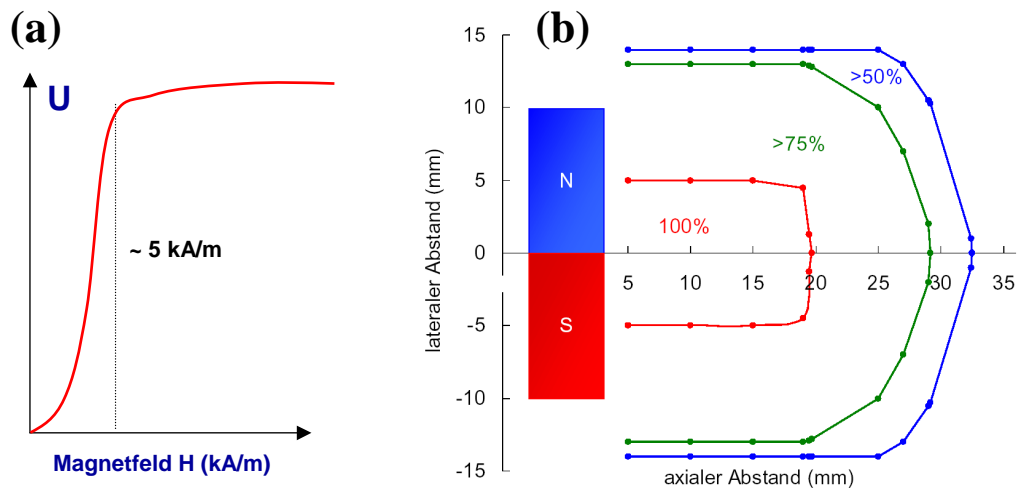 (a)
U
~ 5 kA/m
Magnetfeld H (kA/m)
(b)
lateraler Abstand (mm)
15
10
5
0
-5
-10
-15
N
S
>50%
>75%
100%
5 10 15 20 25 30 35
axialer Abstand (mm)